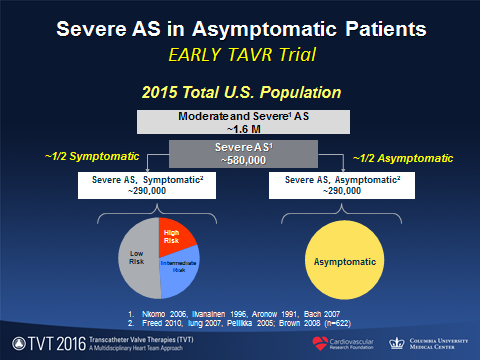 Severe AS in Asymptomatic Patients
EARLY TAVR Trial
2015 Total U.S. Population
Moderate and Severe¹ AS
~1.6 M
Severe AS¹
~580,000
~1/2 Symptomatic
~1/2 Asymptomatic
Severe AS, Symptomatic²
~290,000
Severe AS, Asymptomatic²
~290,000
High
Risk
Low
Risk
Intermediate
Risk
Asymptomatic
1. Nkomo 2006, Iivanainen 1996, Aronow 1991, Bach 2007
2. Freed 2010, Iung 2007, Pellikka 2005; Brown 2008 (n=622)
TVT 2016
Transcatheter Valve Therapies (TVT)
A Multidisciplinary Heart Team Approach
Cardiovascular
Research Foundation
COLUMBIA UNIVERSITY
MEDICAL CENTER